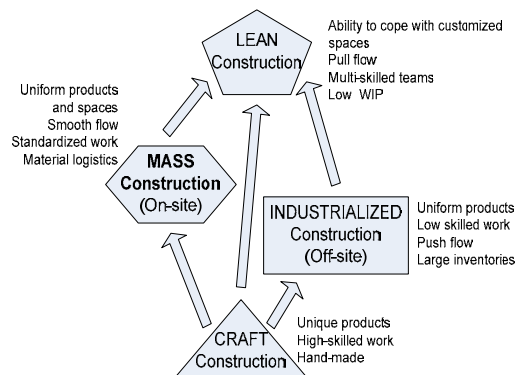 LEAN
Construction
Ability to cope with customized
spaces
Pull flow
Multi-skilled teams
Low WIP
Uniform products
and spaces
Smooth flow
Standardized work
Material logistics
MASS
Construction
(On-site)
INDUSTRIALIZED
Construction
(Off-site)
Uniform products
Low skilled work
Push flow
Large inventories
CRAFT
Construction
Unique products
High-skilled work
Hand-made